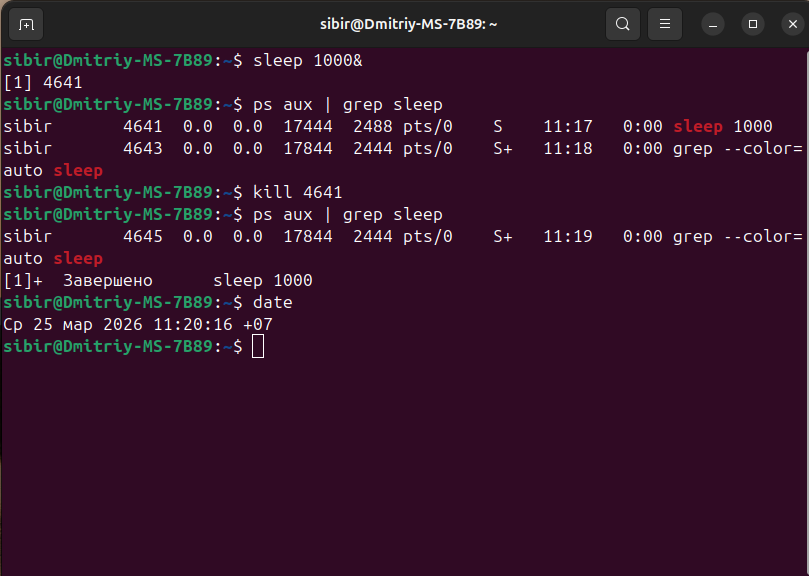 sibir@Dmitriy-MS-7B89: ~
sibir@Dmitriy-MS-7B89:~$ sleep 1000&
[1] 4641
sibir@Dmitriy-MS-7B89:~$ ps aux | grep sleep
sibir       4641  0.0  0.0  17444  2488 pts/0    S    11:17   0:00 sleep 1000
sibir       4643  0.0  0.0  17844  2444 pts/0    S+   11:18   0:00 grep --color=
auto sleep
sibir@Dmitriy-MS-7B89:~$ kill 4641
sibir@Dmitriy-MS-7B89:~$ ps aux | grep sleep
sibir       4645  0.0  0.0  17844  2444 pts/0    S+   11:19   0:00 grep --color=
auto sleep
[1]+  Завершено      sleep 1000
sibir@Dmitriy-MS-7B89:~$ date
Ср 25 мар 2026 11:20:16 +07
sibir@Dmitriy-MS-7B89:~$